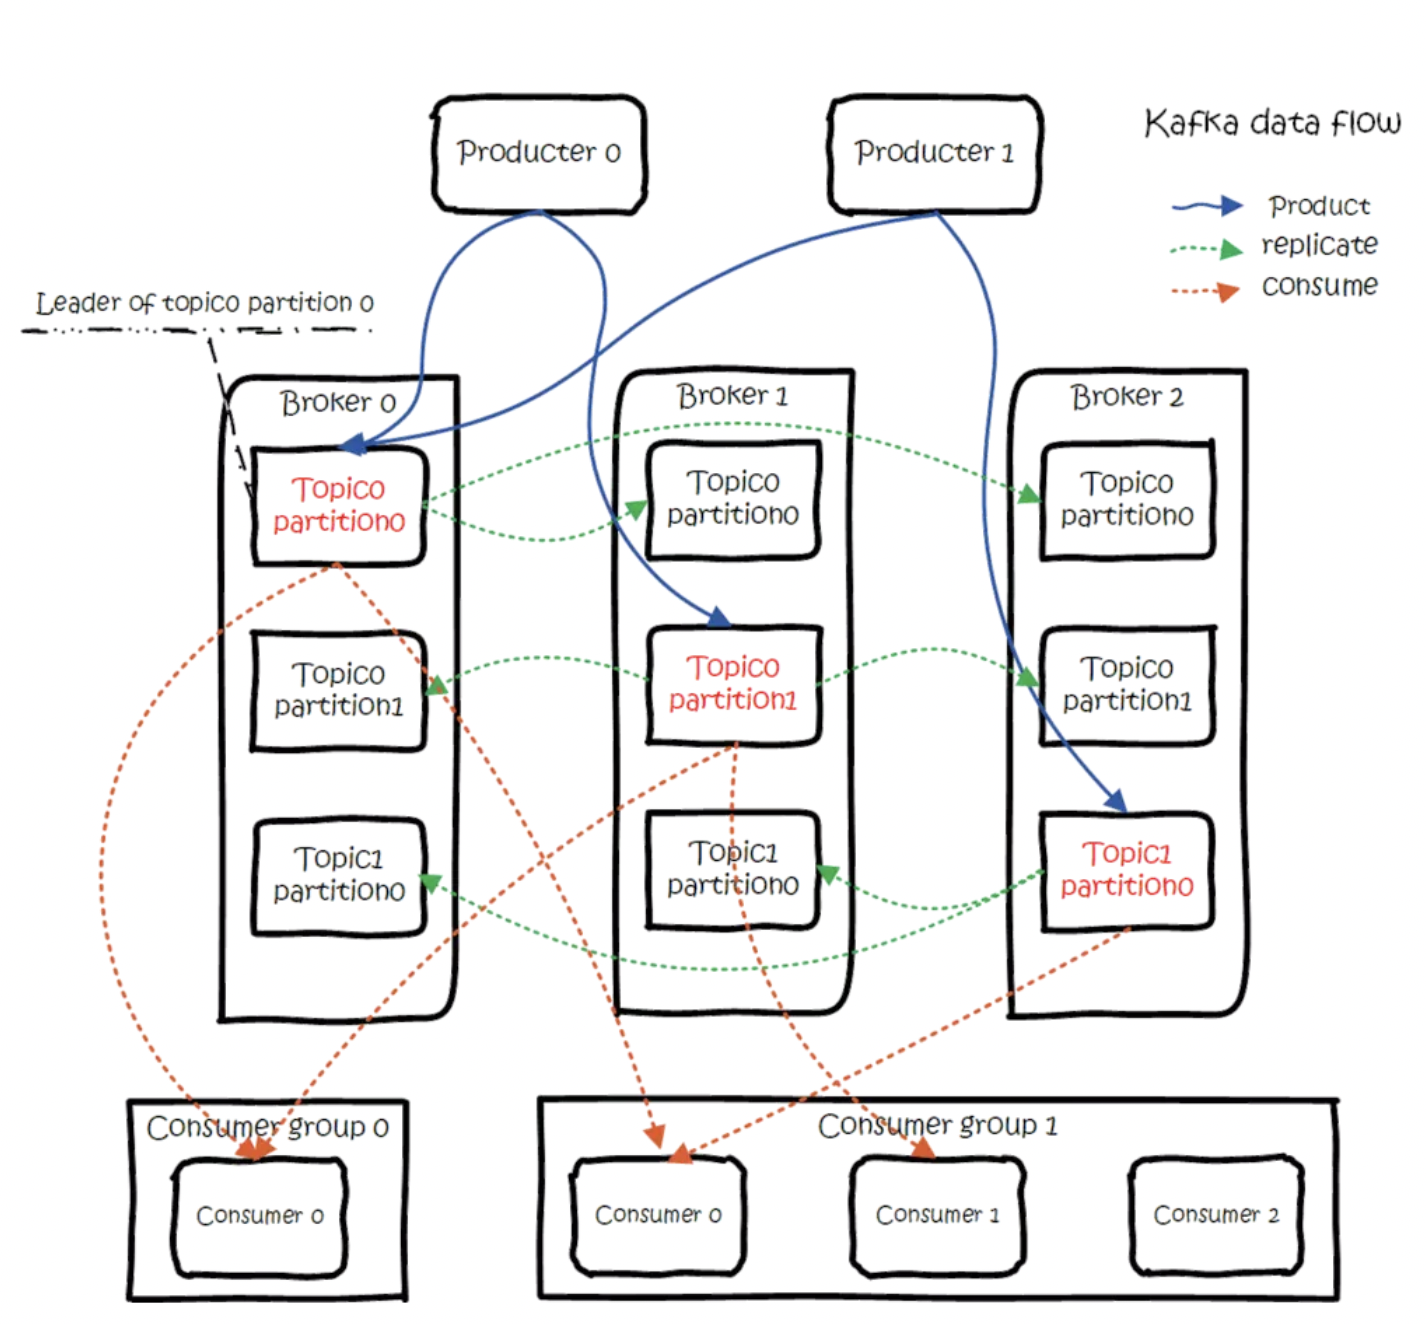 Producter 0
Producter 1
Kafka data flow
Product
replicate
consume
Leader of topic0 partition 0
Broker 0
Broker 1
Broker 2
Topic0
partition0
Topic0
partition0
Topic0
partition0
Topic0
partition1
Topic0
partition1
Topic0
partition1
Topic1
partition0
Topic1
partition0
Topic1
partition0
Consumer group 0
Consumer group 1
Consumer 0
Consumer 0
Consumer 1
Consumer 2